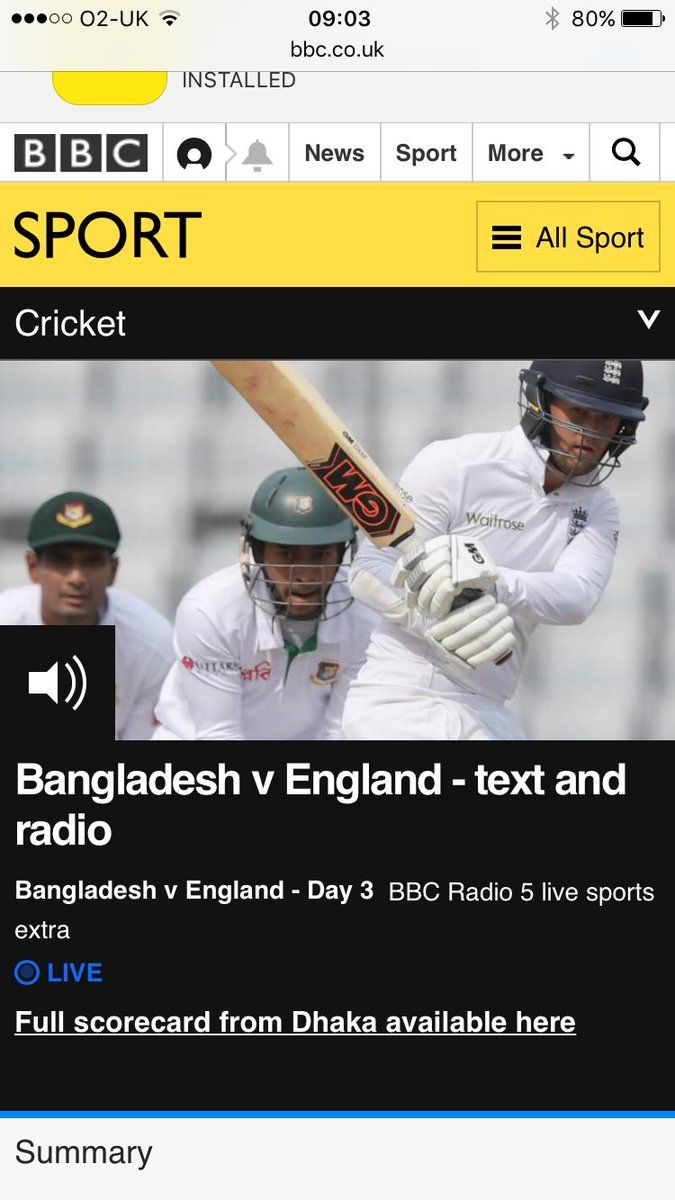 O2-UK 09:03 80%
bbc.co.uk
INSTALLED
BBC News Sport More
SPORT All Sport
Cricket
GM
Waitrose
GM
Bangladesh v England - text and
radio
Bangladesh v England - Day 3 BBC Radio 5 live sports
extra
LIVE
Full scorecard from Dhaka available here
Summary